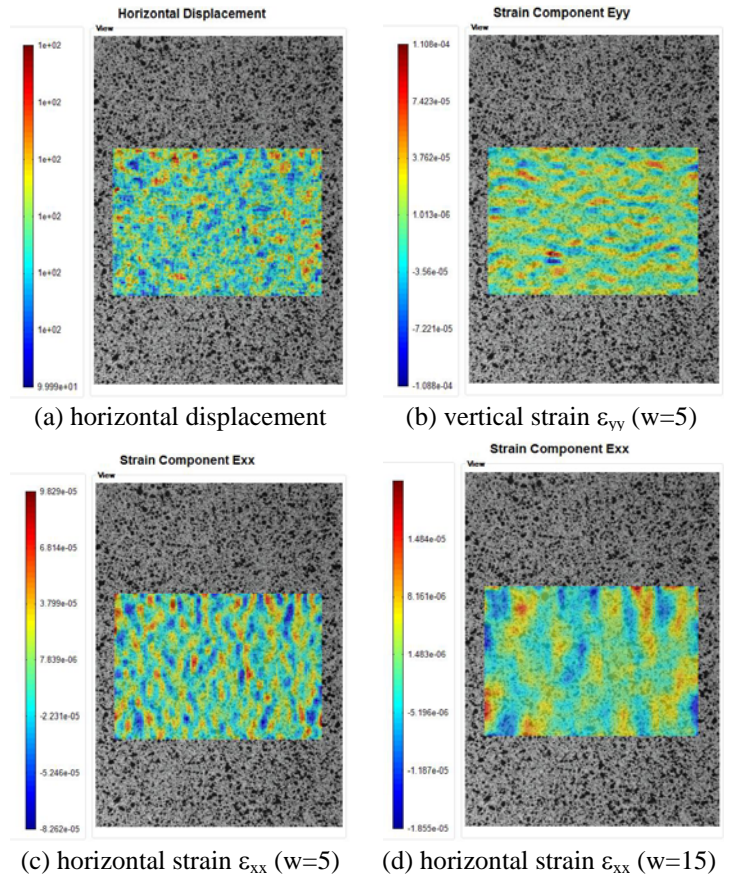 Horizontal Displacement
View
1e+02
1e+02
1e+02
1e+02
1e+02
1e+02
9.999e+01
(a) horizontal displacement
Strain Component Eyy
View
1.108e-04
7.423e-05
3.762e-05
1.013e-06
-3.56e-05
-7.221e-05
-1.088e-04
(b) vertical strain εyy (w=5)
Strain Component Exx
View
9.829e-05
6.814e-05
3.799e-05
7.839e-06
-2.231e-05
-5.246e-05
-8.262e-05
(c) horizontal strain εxx (w=5)
Strain Component Exx
View
1.484e-05
8.161e-06
1.483e-06
-5.196e-06
-1.187e-05
-1.855e-05
(d) horizontal strain εxx (w=15)